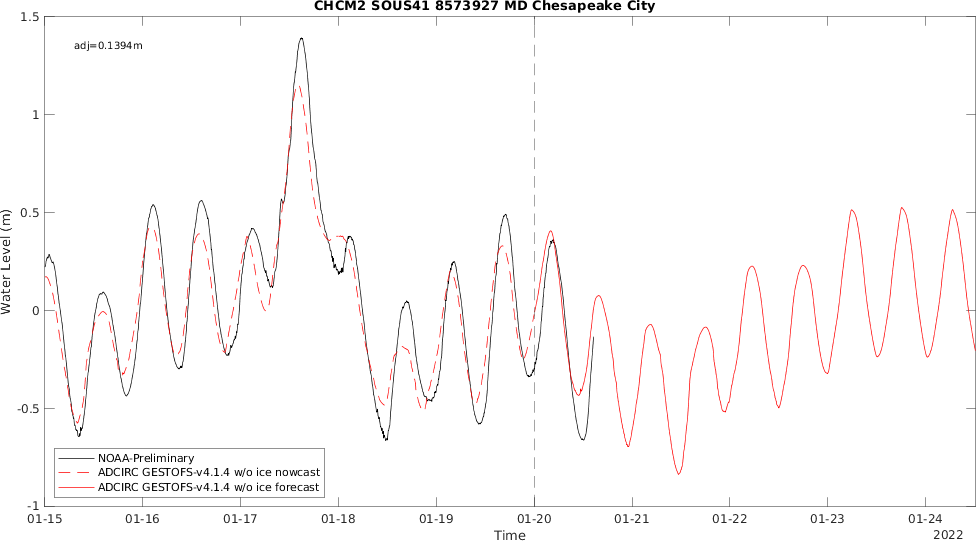 CHCM2 SOUS41 8573927 MD Chesapeake City
adj=0.1394m
Water Level (m)
1.5
1
0.5
0
-0.5
-1
NOAA-Preliminary
ADCIRC GESTOFS-v4.1.4 w/o ice nowcast
ADCIRC GESTOFS-v4.1.4 w/o ice forecast
01-15 01-16 01-17 01-18 01-19 01-20 01-21 01-22 01-23 01-24
Time
2022